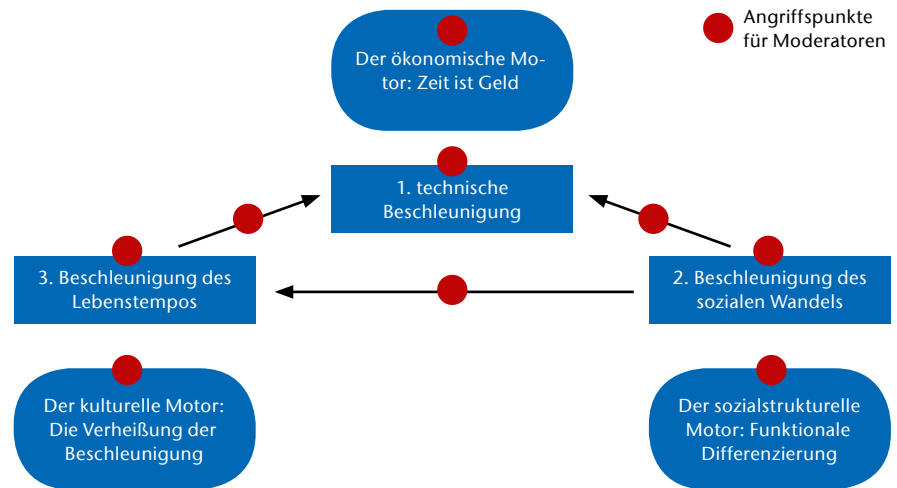 Angriffspunkte
für Moderatoren
Der ökonomische Mo-
tor: Zeit ist Geld
1. technische
Beschleunigung
3. Beschleunigung des
Lebenstempos
2. Beschleunigung des
sozialen Wandels
Der kulturelle Motor:
Die Verheißung der
Beschleunigung
Der sozialstrukturelle
Motor: Funktionale
Differenzierung